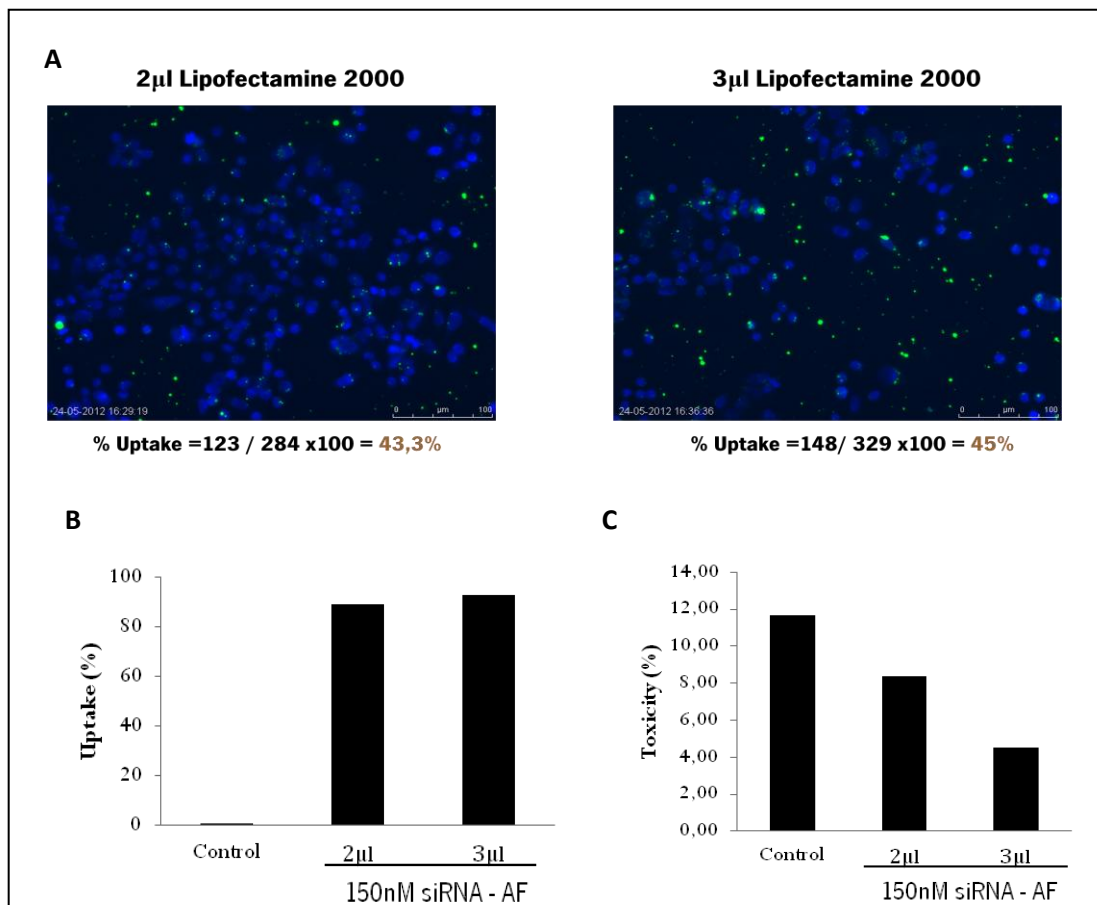 A
2µl Lipofectamine 2000
3µl Lipofectamine 2000
24-05-2012 16:29:19
0 µm 100
24-05-2012 16:36:36
0 µm 100
% Uptake =123 / 284 x100 = 43,3%
% Uptake =148/ 329 x100 = 45%
B
C
Uptake (%)
100
80
60
40
20
0
Control
2µl
3µl
150nM siRNA - AF
Toxicity (%)
14,00
12,00
10,00
8,00
6,00
4,00
2,00
0,00
Control
2µl
3µl
150nM siRNA - AF